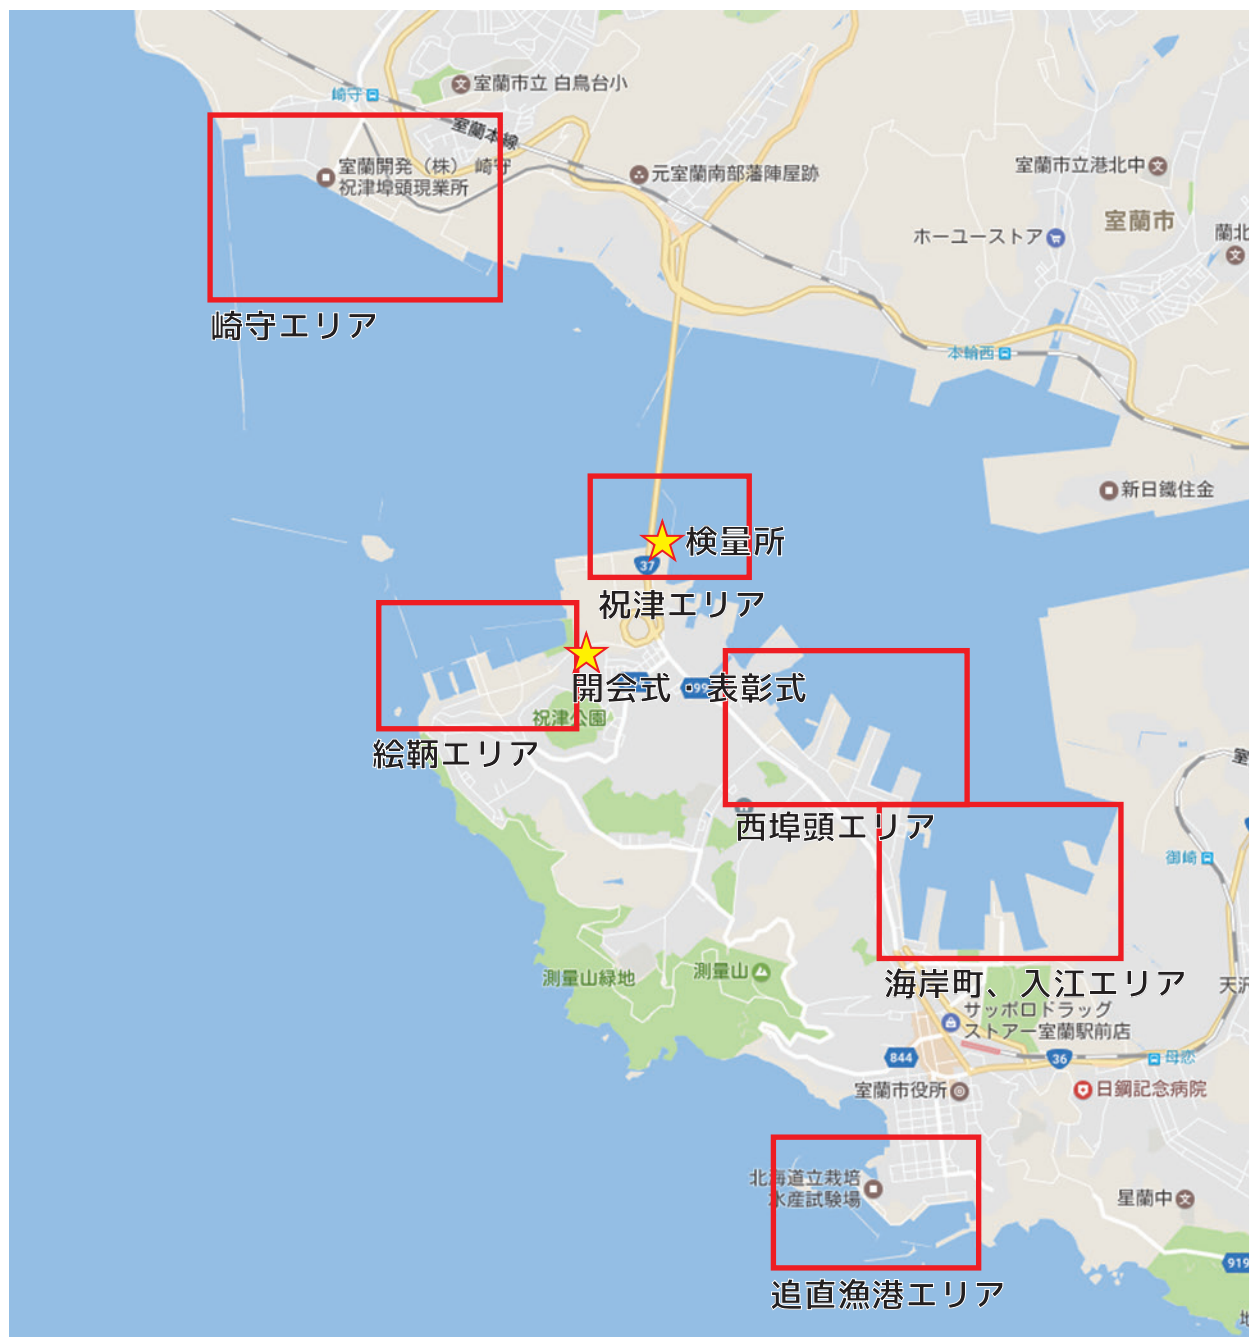 室蘭市立 白鳥台小
崎守
室蘭本線
室蘭開発（株） 崎守
祝津埠頭現業所
元室蘭南部藩陣屋跡
室蘭市立港北中
室蘭市
ホーユーストア
蘭北
崎守エリア
本輪西
新日鐵住金
検量所
37
祝津エリア
開会式・表彰式
祝津公園
絵鞆エリア
西埠頭エリア
御崎
測量山緑地
測量山
海岸町、入江エリア
天沢
サッポロドラッグ
ストアー室蘭駅前店
844
36
母恋
室蘭市役所
日鋼記念病院
北海道立栽培
水産試験場
星蘭中
919
追直漁港エリア